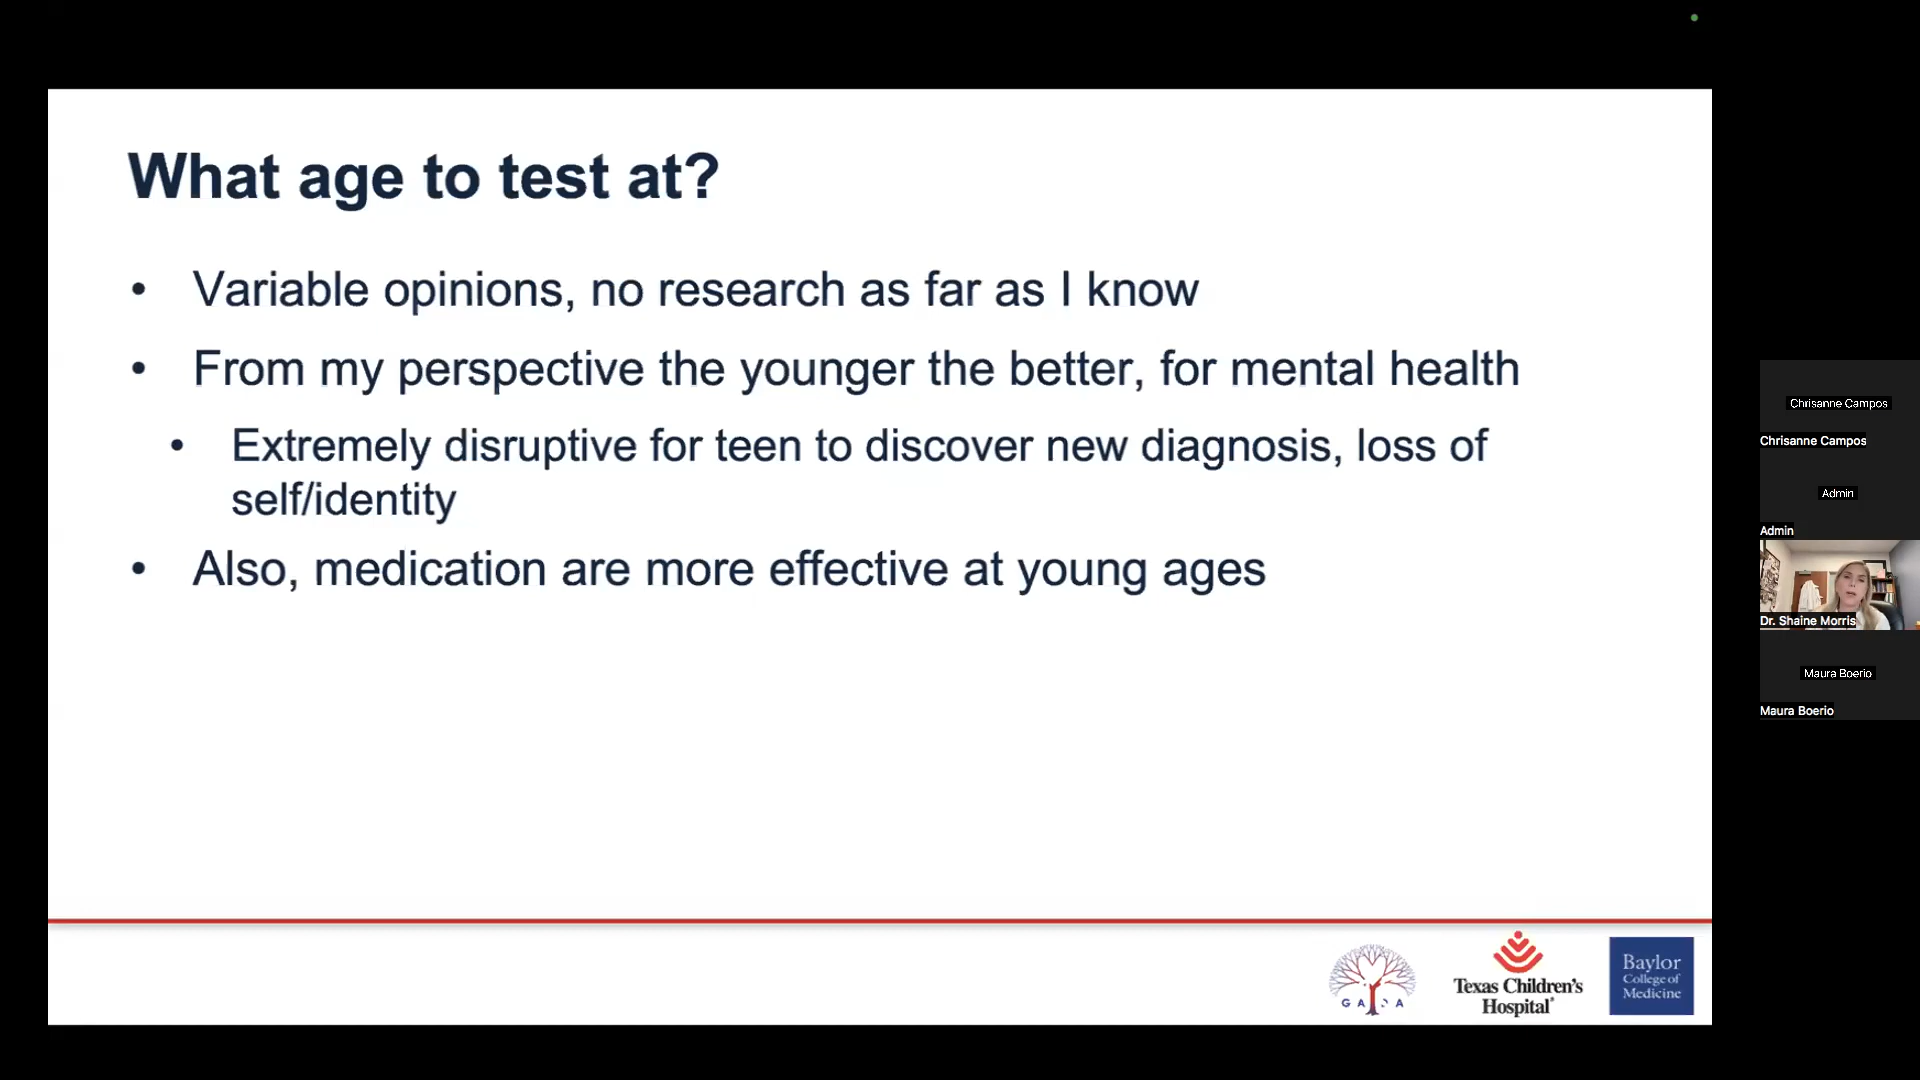 What age to test at?
• Variable opinions, no research as far as I know
• From my perspective the younger the better, for mental health
• Extremely disruptive for teen to discover new diagnosis, loss of
self/identity
• Also, medication are more effective at young ages
Chrisanne Campos
Chrisanne Campos
Admin
Admin
Dr. Shaine Morris
Maura Boerio
Maura Boerio
Texas Children's
Hospital
Baylor
College of
Medicine